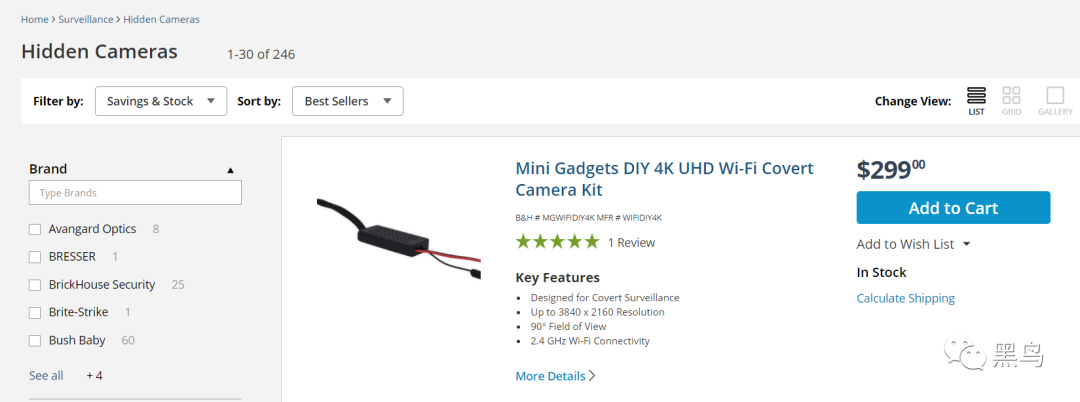 Home > Surveillance > Hidden Cameras
Hidden Cameras 1-30 of 246
Filter by: Savings & Stock ▼ Sort by: Best Sellers ▼ Change View: LIST GRID GALLERY
Brand ▲
Type Brands
Avangard Optics 8
BRESSER 1
BrickHouse Security 25
Brite-Strike 1
Bush Baby 60
See all + 4
Mini Gadgets DIY 4K UHD Wi-Fi Covert
Camera Kit
B&H # MGWIFIDIY4K MFR # WIFIDIY4K
★★★★★ 1 Review
Key Features
• Designed for Covert Surveillance
• Up to 3840 x 2160 Resolution
• 90° Field of View
• 2.4 GHz Wi-Fi Connectivity
More Details >
$299⁰⁰
Add to Cart
Add to Wish List ▼
In Stock
Calculate Shipping
黑鸟